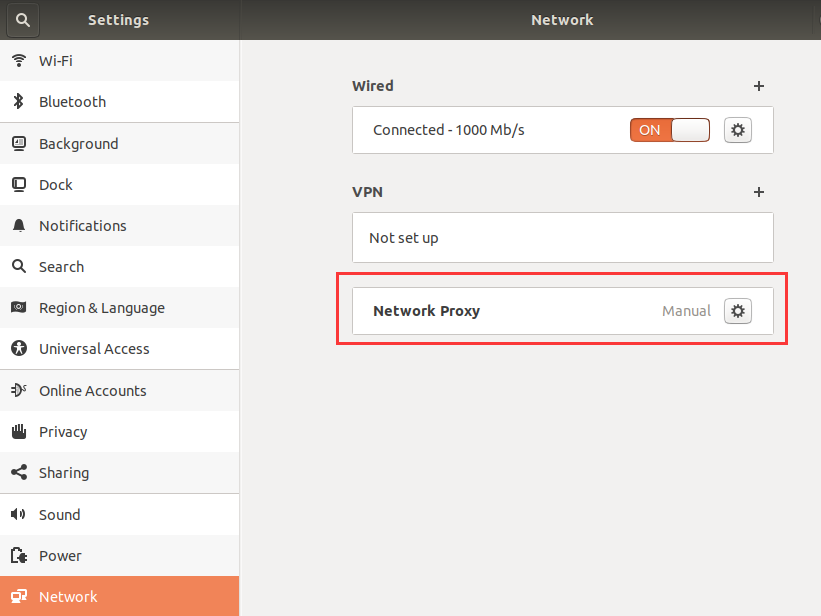 Settings
Network
Wi-Fi
Bluetooth
Background
Dock
Notifications
Search
Region & Language
Universal Access
Online Accounts
Privacy
Sharing
Sound
Power
Network
Wired
Connected - 1000 Mb/s
ON
VPN
Not set up
Network Proxy
Manual